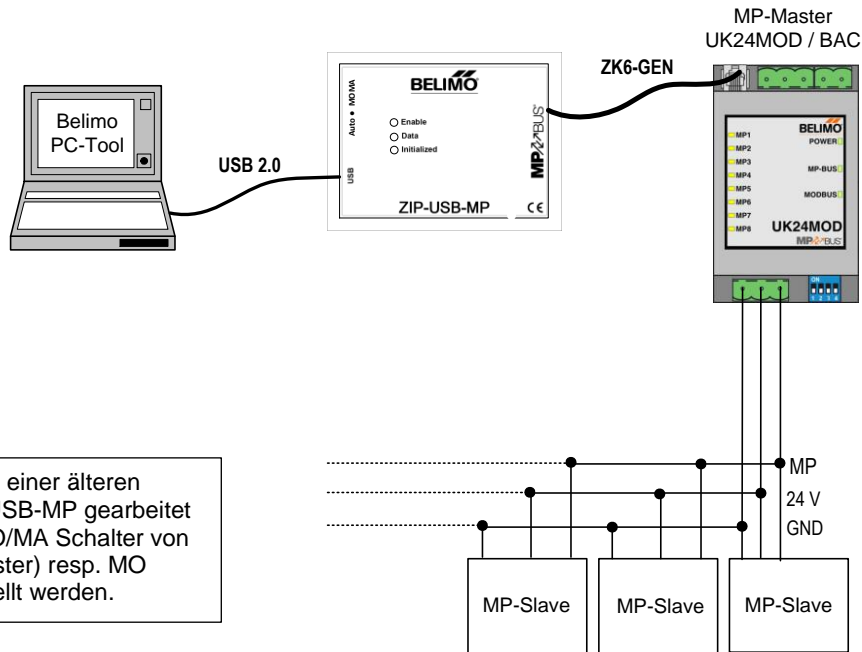 MP-Master
UK24MOD / BAC
ZK6-GEN
Belimo
PC-Tool
USB 2.0
Auto • MO MA
USB
BELIMO
Enable
Data
Initialized
MP BUS
ZIP-USB-MP
CE
BELIMO
POWER
MP1
MP2
MP3
MP4
MP5
MP6
MP7
MP8
MP-BUS
MODBUS
UK24MOD
MP BUS
ON
1 2 3 4
MP
24 V
GND
einer älteren
USB-MP gearbeitet
O/MA Schalter von
ster) resp. MO
ellt werden.
MP-Slave
MP-Slave
MP-Slave